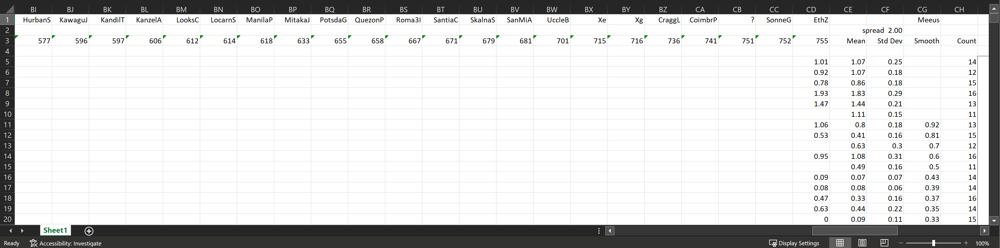 BI BJ BK BL BM BN BO BP BQ BR BS BT BU BV BW BX BY BZ CA CB CC CD CE CF CG CH
1 HurbanS KawaguJ KandilT KanzelA LooksC LocarnS ManilaP MitakaJ PotsdaG QuezonP Roma3I SantiaC SkalnaS SanMiA UccleB Xe Xg CraggL CoimbrP ? SonneG EthZ Meeus
2 spread 2.00
3 577 596 597 606 612 614 618 633 655 658 667 671 679 681 701 715 716 736 741 751 752 755 Mean Std Dev Smooth Count
4
5 1.01 1.07 0.25 14
6 0.92 1.07 0.18 12
7 0.78 0.86 0.18 15
8 1.93 1.83 0.29 16
9 1.47 1.44 0.21 13
10 1.11 0.15 11
11 1.06 0.8 0.18 0.92 13
12 0.53 0.41 0.16 0.81 15
13 0.63 0.3 0.7 12
14 0.95 1.08 0.31 0.6 16
15 0.49 0.16 0.5 11
16 0.09 0.07 0.07 0.43 14
17 0.08 0.08 0.06 0.39 14
18 0.47 0.33 0.16 0.37 16
19 0.63 0.44 0.22 0.35 14
20 0 0.09 0.11 0.33 15
Sheet1
Ready Accessibility: Investigate Display Settings 100%